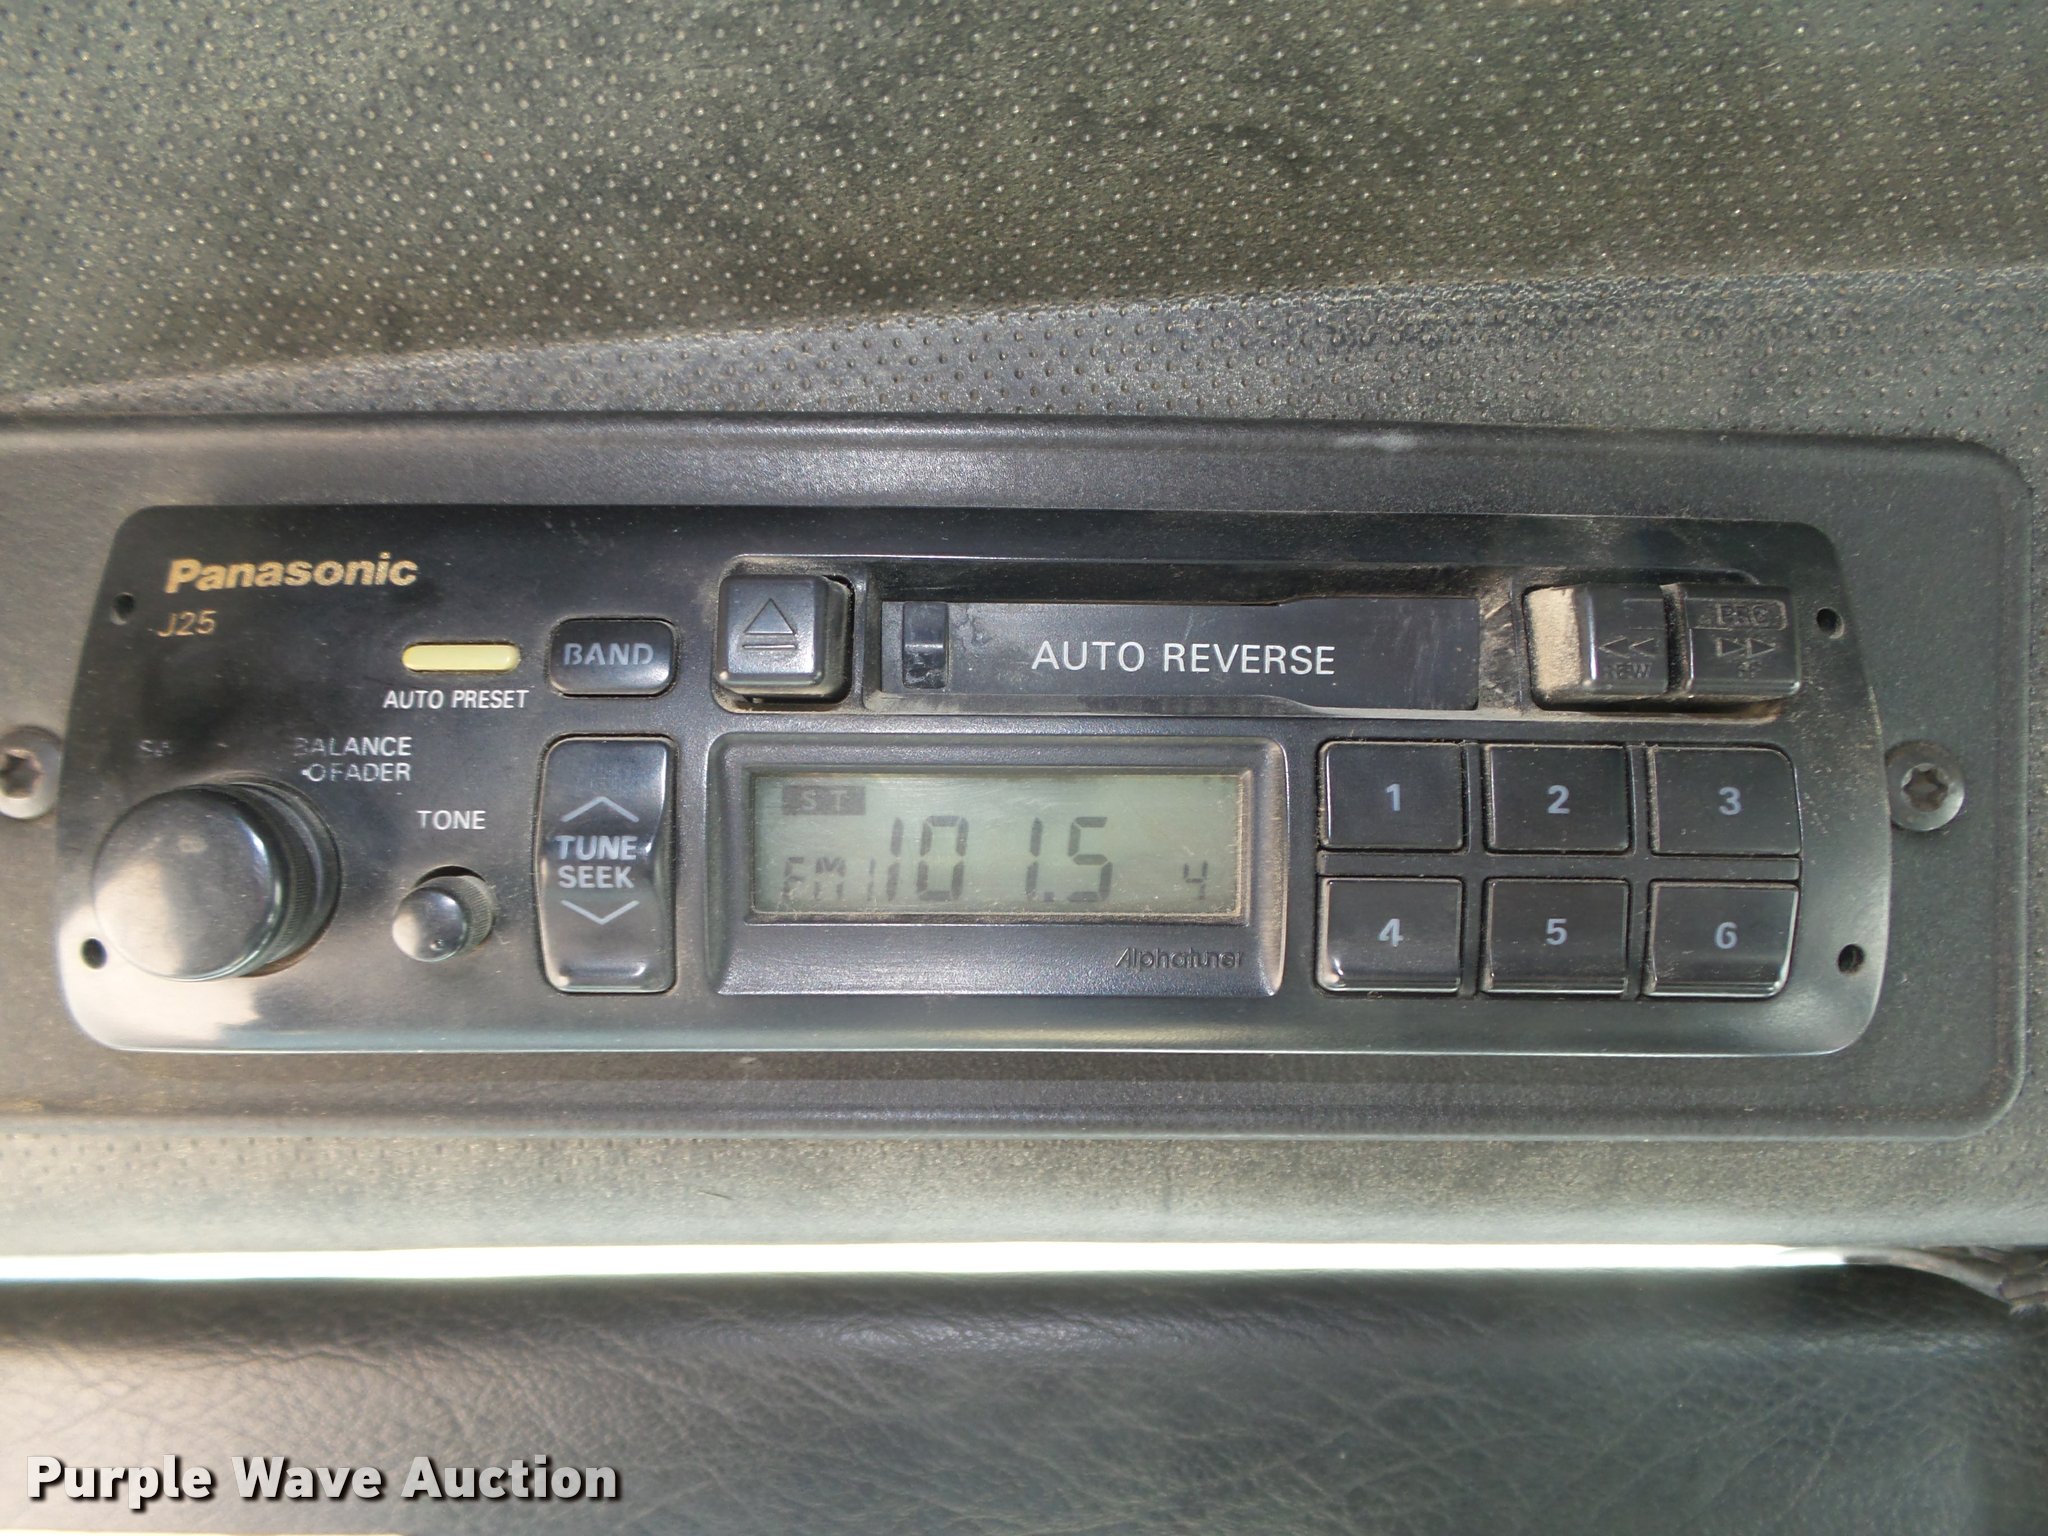 Panasonic
J25
AUTO PRESET
BAND
AUTO REVERSE
BALANCE
FADER
TONE
TUNE
SEEK
ST
FM 101.5 4
Alphatuner
1 2 3
4 5 6
Purple Wave Auction